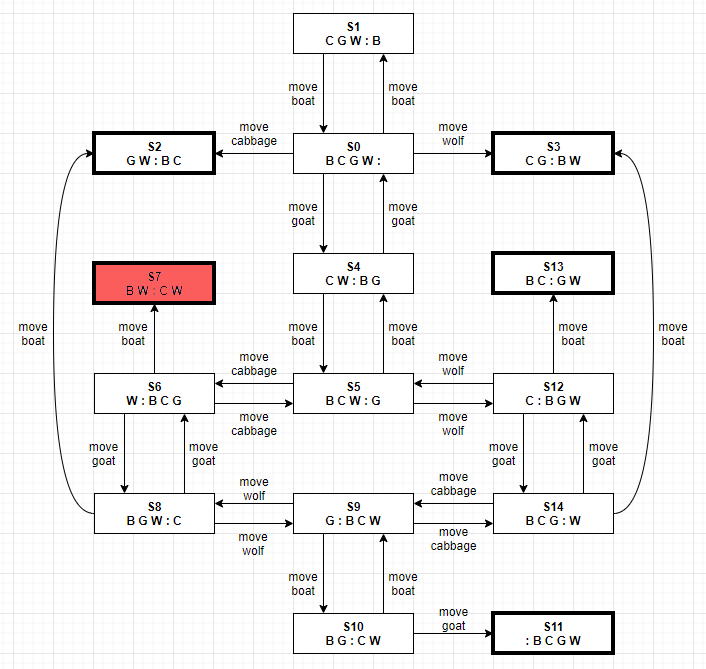 S1
C G W : B
move
boat
move
boat
move
cabbage
move
wolf
S2
G W : B C
S0
B C G W :
S3
C G : B W
move
goat
move
goat
S7
B W : C W
S4
C W : B G
S13
B C : G W
move
boat
move
boat
move
boat
move
boat
move
boat
move
boat
move
cabbage
move
wolf
S6
W : B C G
S5
B C W : G
S12
C : B G W
move
cabbage
move
wolf
move
goat
move
goat
move
goat
move
goat
move
wolf
move
cabbage
S8
B G W : C
S9
G : B C W
S14
B C G : W
move
wolf
move
cabbage
move
boat
move
boat
move
goat
S10
B G : C W
S11
: B C G W